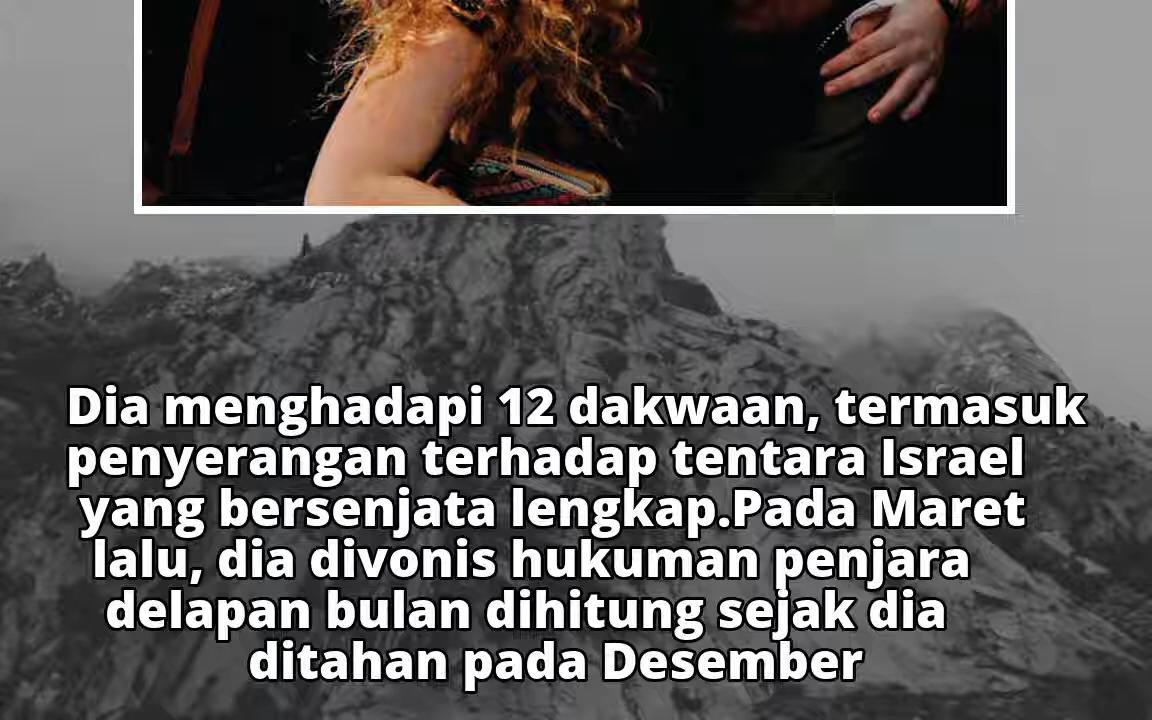 Dia menghadapi 12 dakwaan, termasuk
penyerangan terhadap tentara Israel
yang bersenjata lengkap.Pada Maret
lalu, dia divonis hukuman penjara
delapan bulan dihitung sejak dia
ditahan pada Desember